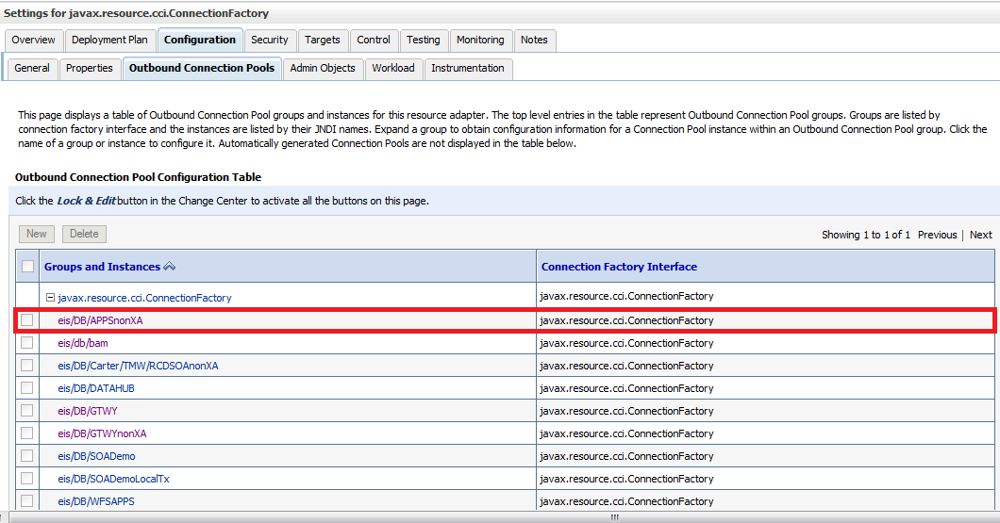 Settings for javax.resource.cci.ConnectionFactory
Overview Deployment Plan Configuration Security Targets Control Testing Monitoring Notes
General Properties Outbound Connection Pools Admin Objects Workload Instrumentation
This page displays a table of Outbound Connection Pool groups and instances for this resource adapter. The top level entries in the table represent Outbound Connection Pool groups. Groups are listed by
connection factory interface and the instances are listed by their JNDI names. Expand a group to obtain configuration information for a Connection Pool instance within an Outbound Connection Pool group. Click the
name of a group or instance to configure it. Automatically generated Connection Pools are not displayed in the table below.
Outbound Connection Pool Configuration Table
Click the Lock & Edit button in the Change Center to activate all the buttons on this page.
New Delete Showing 1 to 1 of 1 Previous | Next
Groups and Instances Connection Factory Interface
javax.resource.cci.ConnectionFactory javax.resource.cci.ConnectionFactory
eis/DB/APPSnonXA javax.resource.cci.ConnectionFactory
eis/db/bam javax.resource.cci.ConnectionFactory
eis/DB/Carter/TMW/RCDSOAnonXA javax.resource.cci.ConnectionFactory
eis/DB/DATAHUB javax.resource.cci.ConnectionFactory
eis/DB/GTWY javax.resource.cci.ConnectionFactory
eis/DB/GTWYnonXA javax.resource.cci.ConnectionFactory
eis/DB/SOADemo javax.resource.cci.ConnectionFactory
eis/DB/SOADemoLocalTx javax.resource.cci.ConnectionFactory
eis/DB/WFSAPPS javax.resource.cci.ConnectionFactory